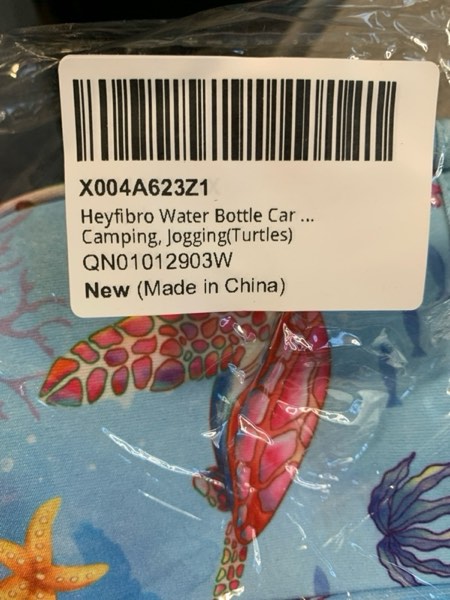 X004A623Z1
Heyfibro Water Bottle Car ...
Camping, Jogging(Turtles)
QN01012903W
New (Made in China)